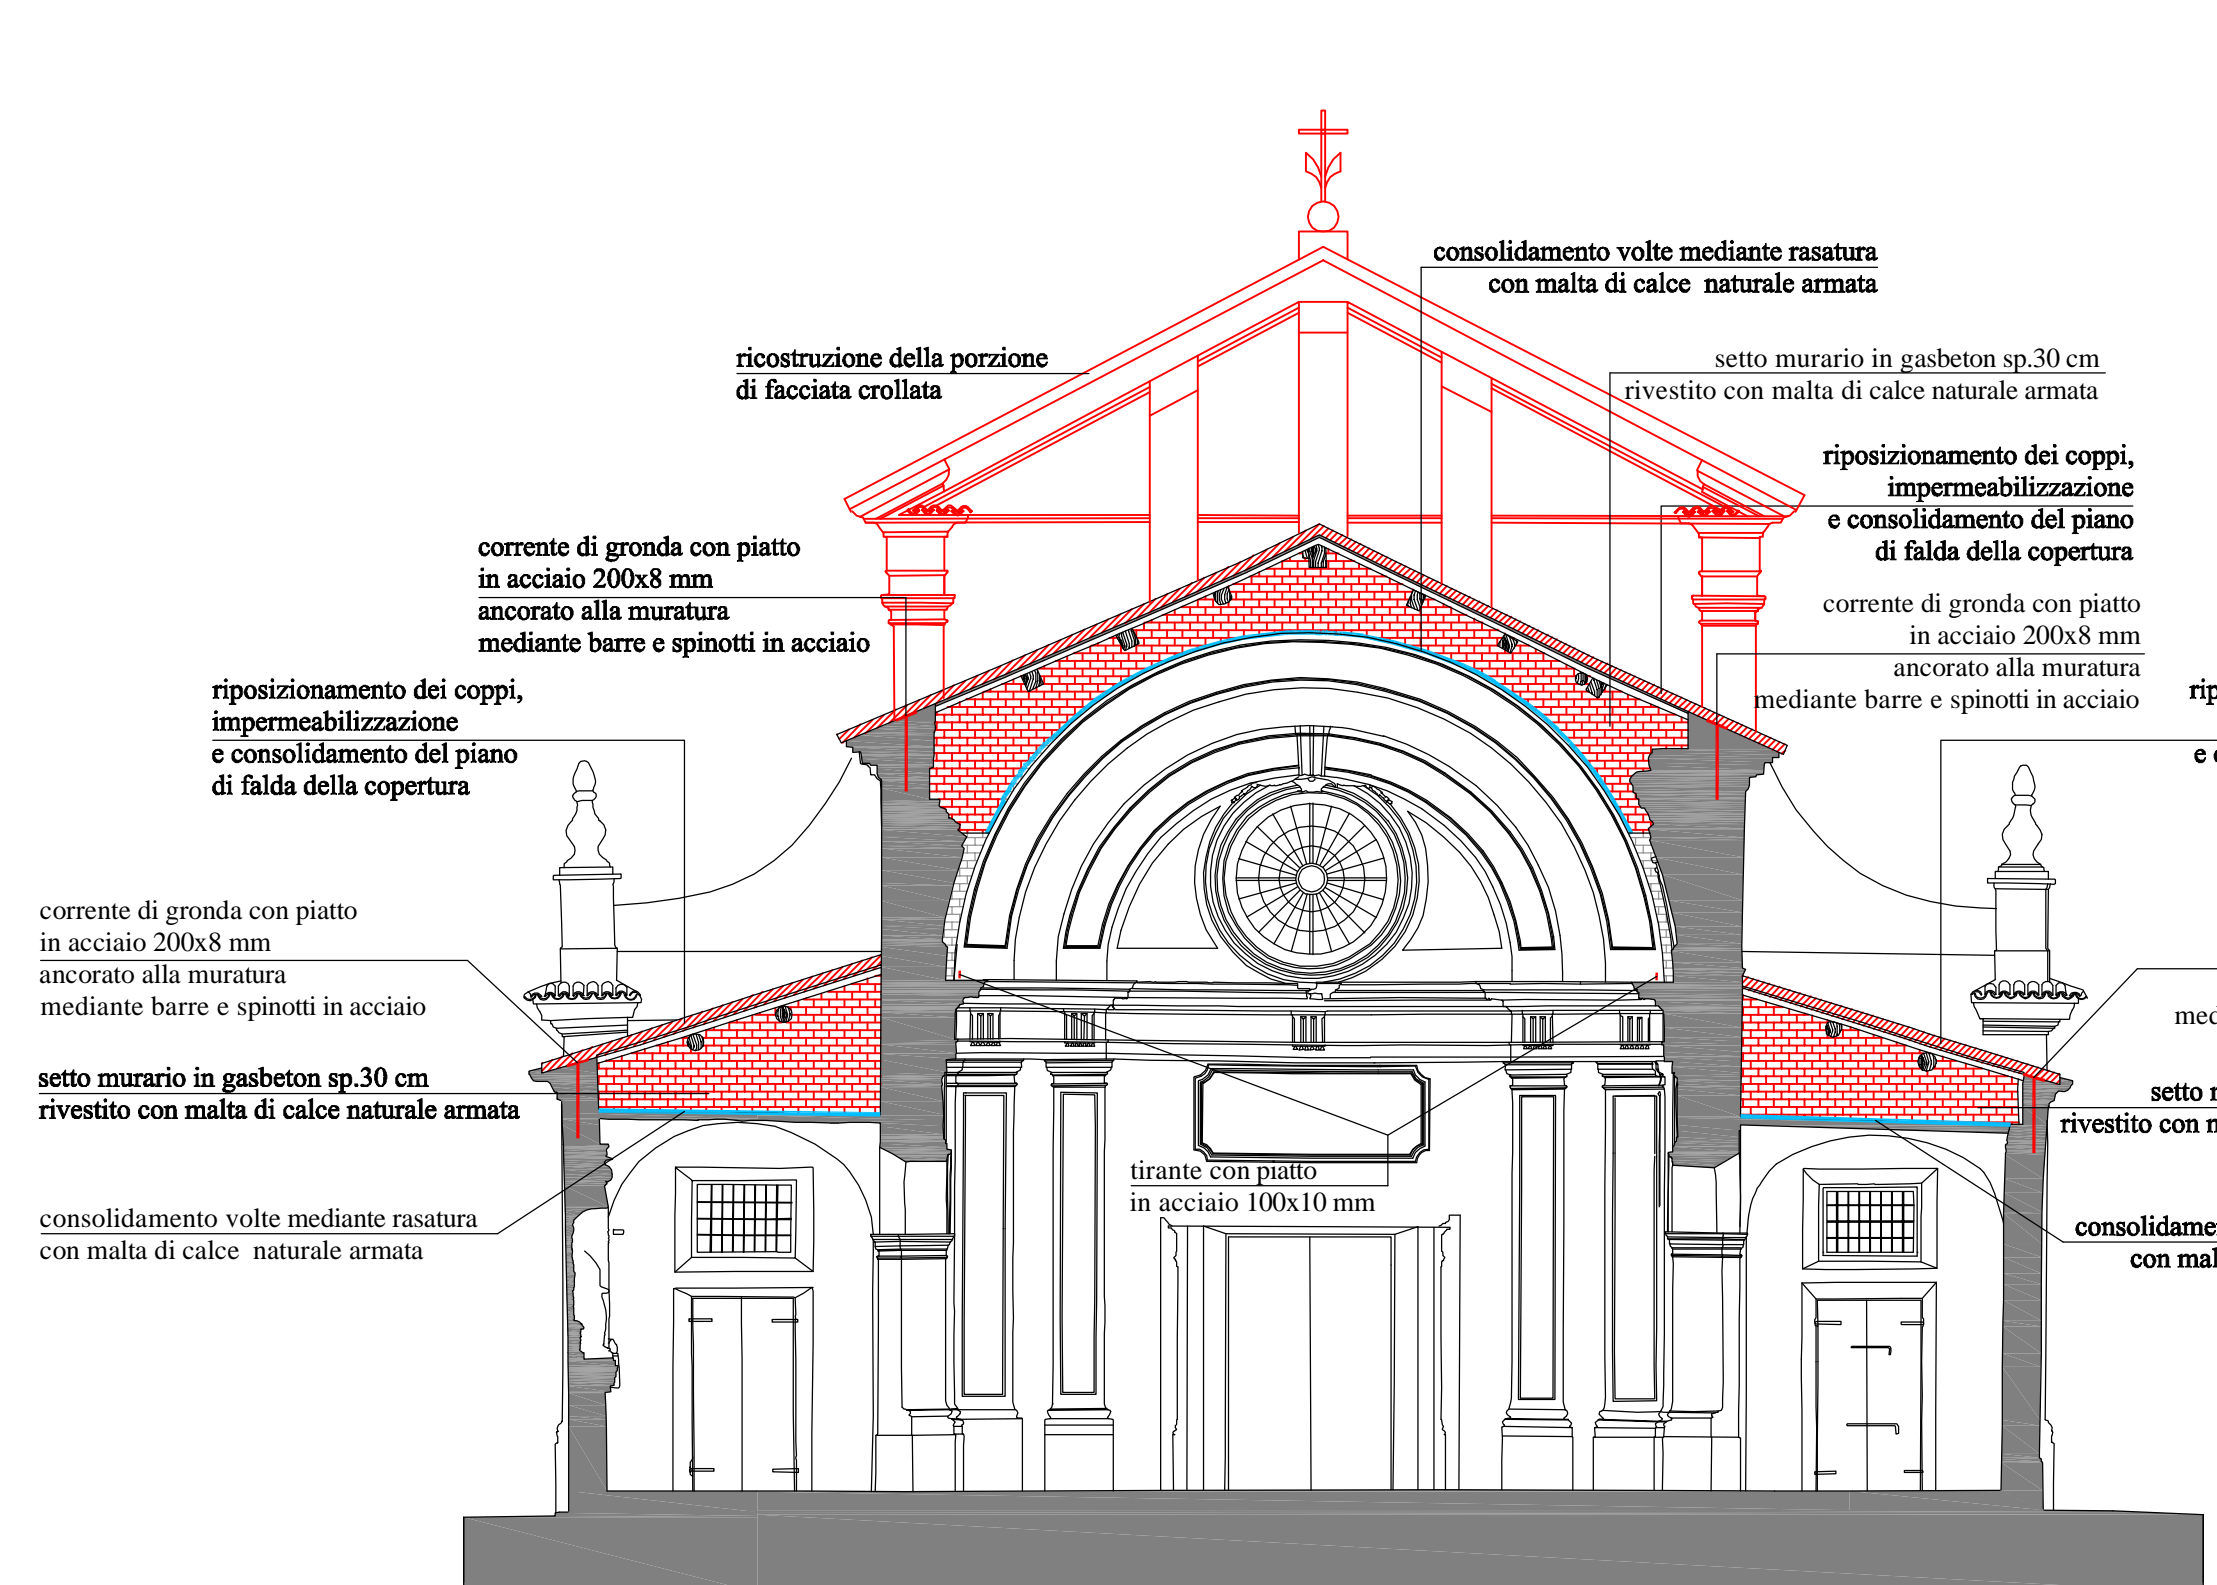 consolidamento volte mediante rasatura
con malta di calce naturale armata
ricostruzione della porzione
di facciata crollata
setto murario in gasbeton sp.30 cm
rivestito con malta di calce naturale armata
riposizionamento dei coppi,
impermeabilizzazione
e consolidamento del piano
di falda della copertura
corrente di gronda con piatto
in acciaio 200x8 mm
ancorato alla muratura
mediante barre e spinotti in acciaio
corrente di gronda con piatto
in acciaio 200x8 mm
ancorato alla muratura
mediante barre e spinotti in acciaio
riposizionamento dei coppi,
impermeabilizzazione
e consolidamento del piano
di falda della copertura
corrente di gronda con piatto
in acciaio 200x8 mm
ancorato alla muratura
mediante barre e spinotti in acciaio
setto murario in gasbeton sp.30 cm
rivestito con malta di calce naturale armata
setto
rivestito con
tirante con piatto
in acciaio 100x10 mm
consolidamento volte mediante rasatura
con malta di calce naturale armata
con